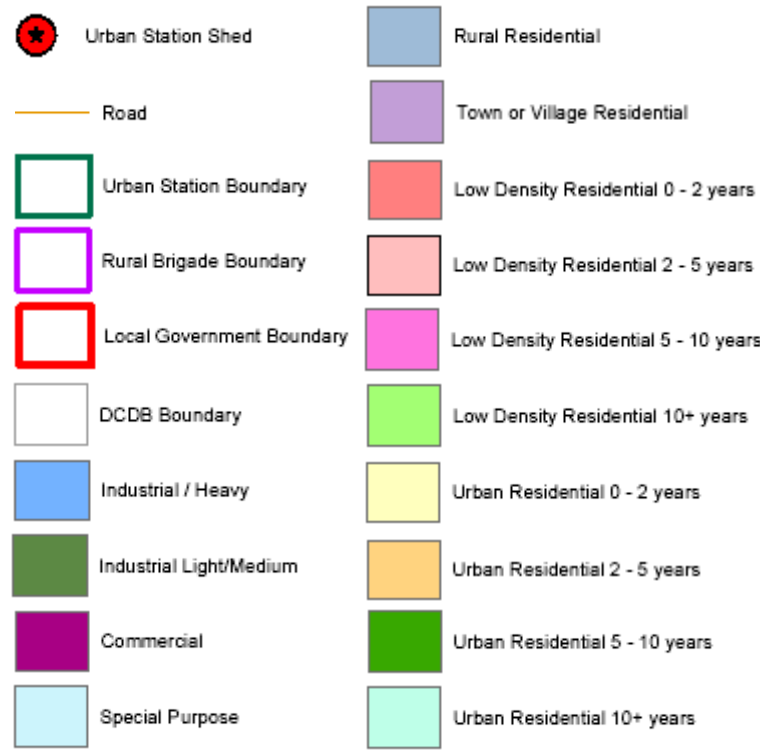 Urban Station Shed
Road
Urban Station Boundary
Rural Brigade Boundary
Local Government Boundary
DCDB Boundary
Industrial / Heavy
Industrial Light/Medium
Commercial
Special Purpose
Rural Residential
Town or Village Residential
Low Density Residential 0 - 2 years
Low Density Residential 2 - 5 years
Low Density Residential 5 - 10 years
Low Density Residential 10+ years
Urban Residential 0 - 2 years
Urban Residential 2 - 5 years
Urban Residential 5 - 10 years
Urban Residential 10+ years